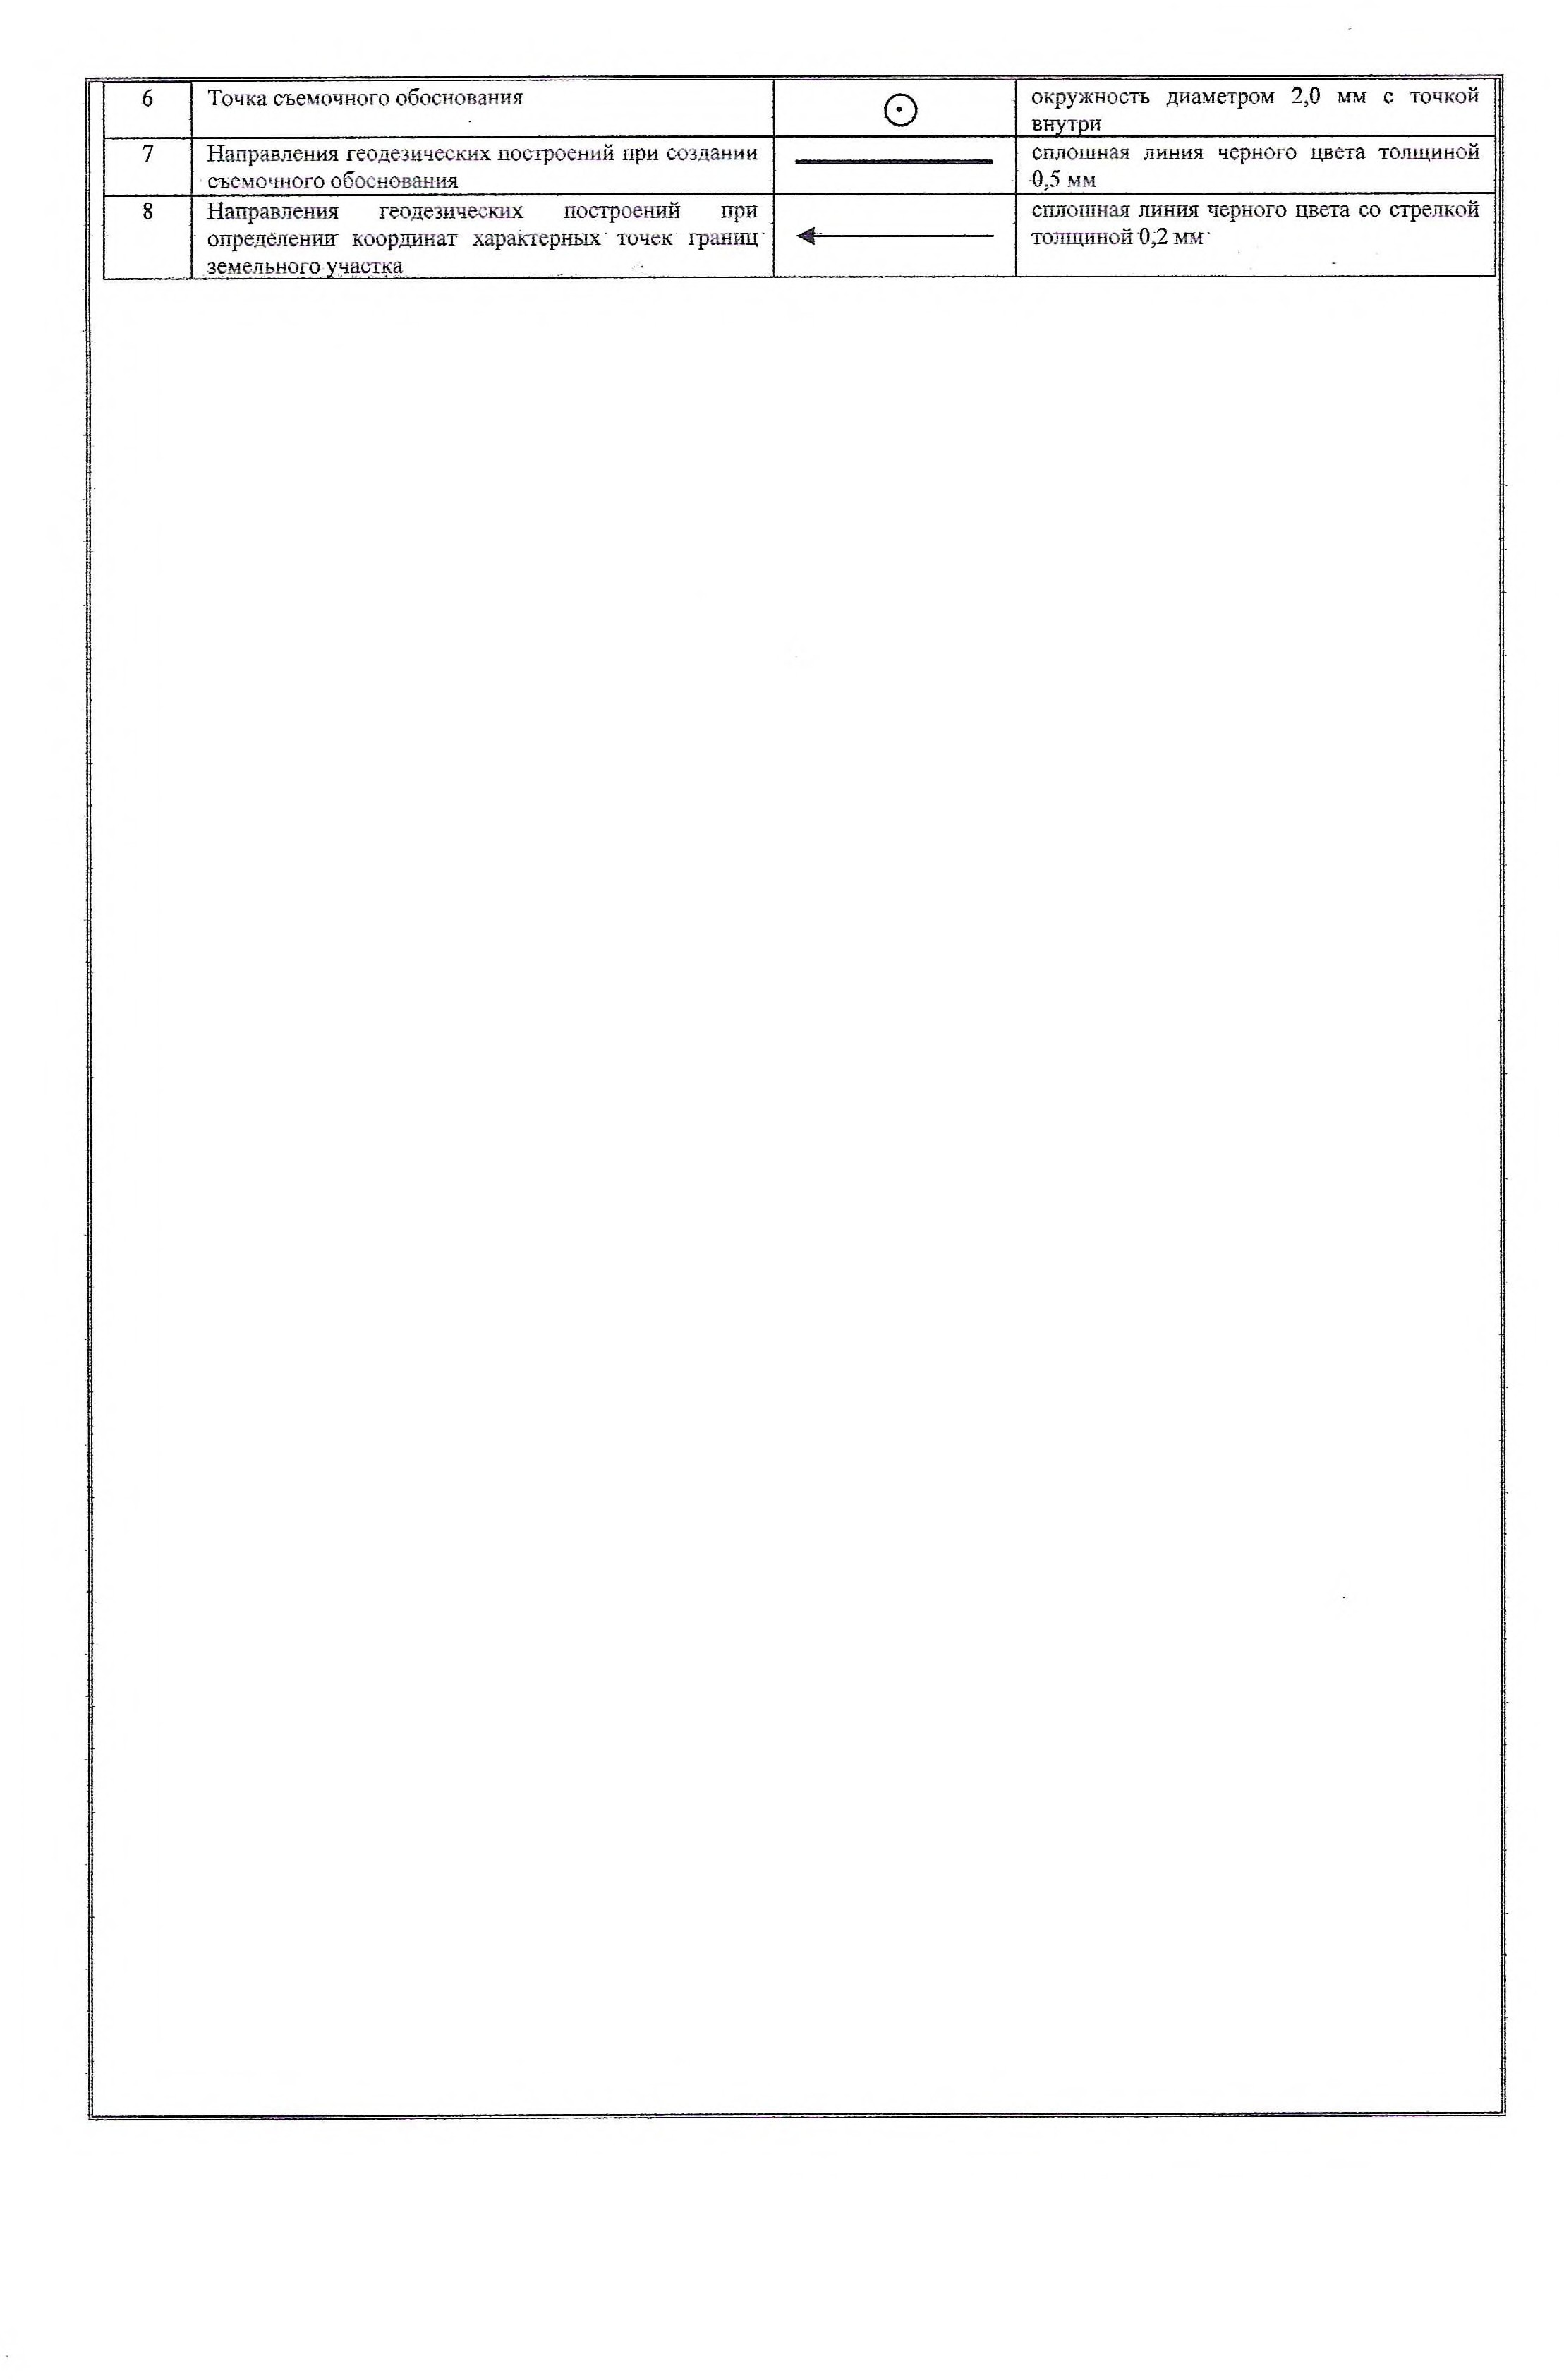 6 Точка съемочного обоснования окружность диаметром 2,0 мм с точкой
внутри
7 Направления геодезических построений при создании сплошная линия черного цвета толщиной
съемочного обоснования 0,5 мм
8 Направления геодезических построений при сплошная линия черного цвета со стрелкой
определении координат характерных точек границ толщиной 0,2 мм
земельного участка